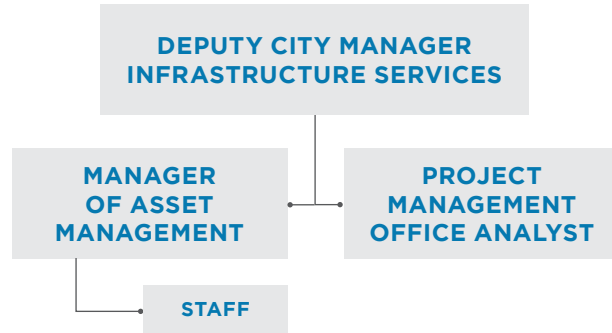 DEPUTY CITY MANAGER
INFRASTRUCTURE SERVICES
MANAGER
OF ASSET
MANAGEMENT
PROJECT
MANAGEMENT
OFFICE ANALYST
STAFF